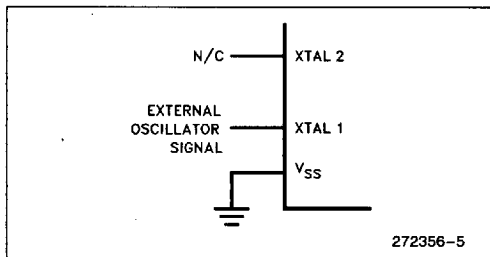 N/C XTAL 2
EXTERNAL
OSCILLATOR XTAL 1
SIGNAL
VSS
272356-5